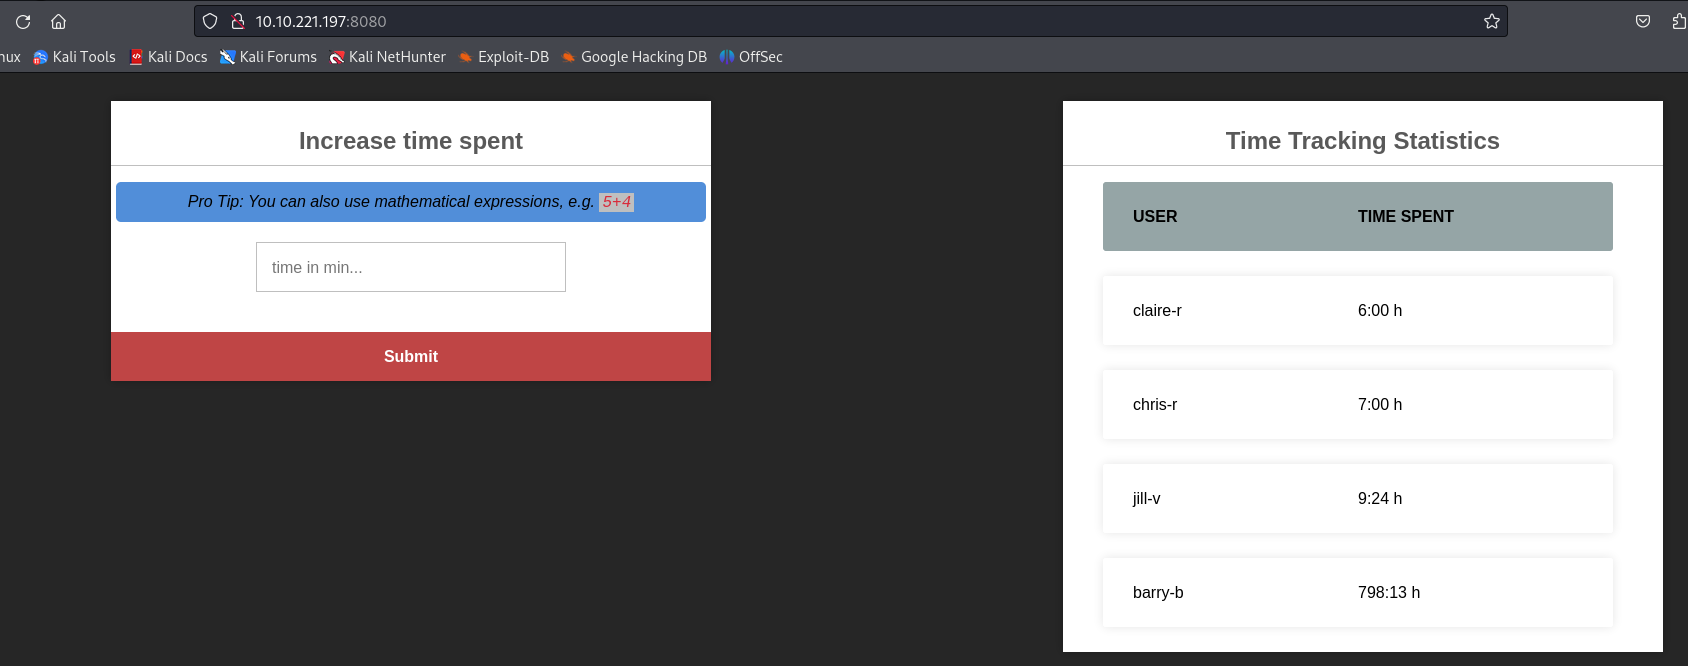 10.10.221.197:8080
nux Kali Tools Kali Docs Kali Forums Kali NetHunter Exploit-DB Google Hacking DB OffSec
Increase time spent
Pro Tip: You can also use mathematical expressions, e.g. 5+4
time in min...
Submit
Time Tracking Statistics
USER TIME SPENT
claire-r 6:00 h
chris-r 7:00 h
jill-v 9:24 h
barry-b 798:13 h